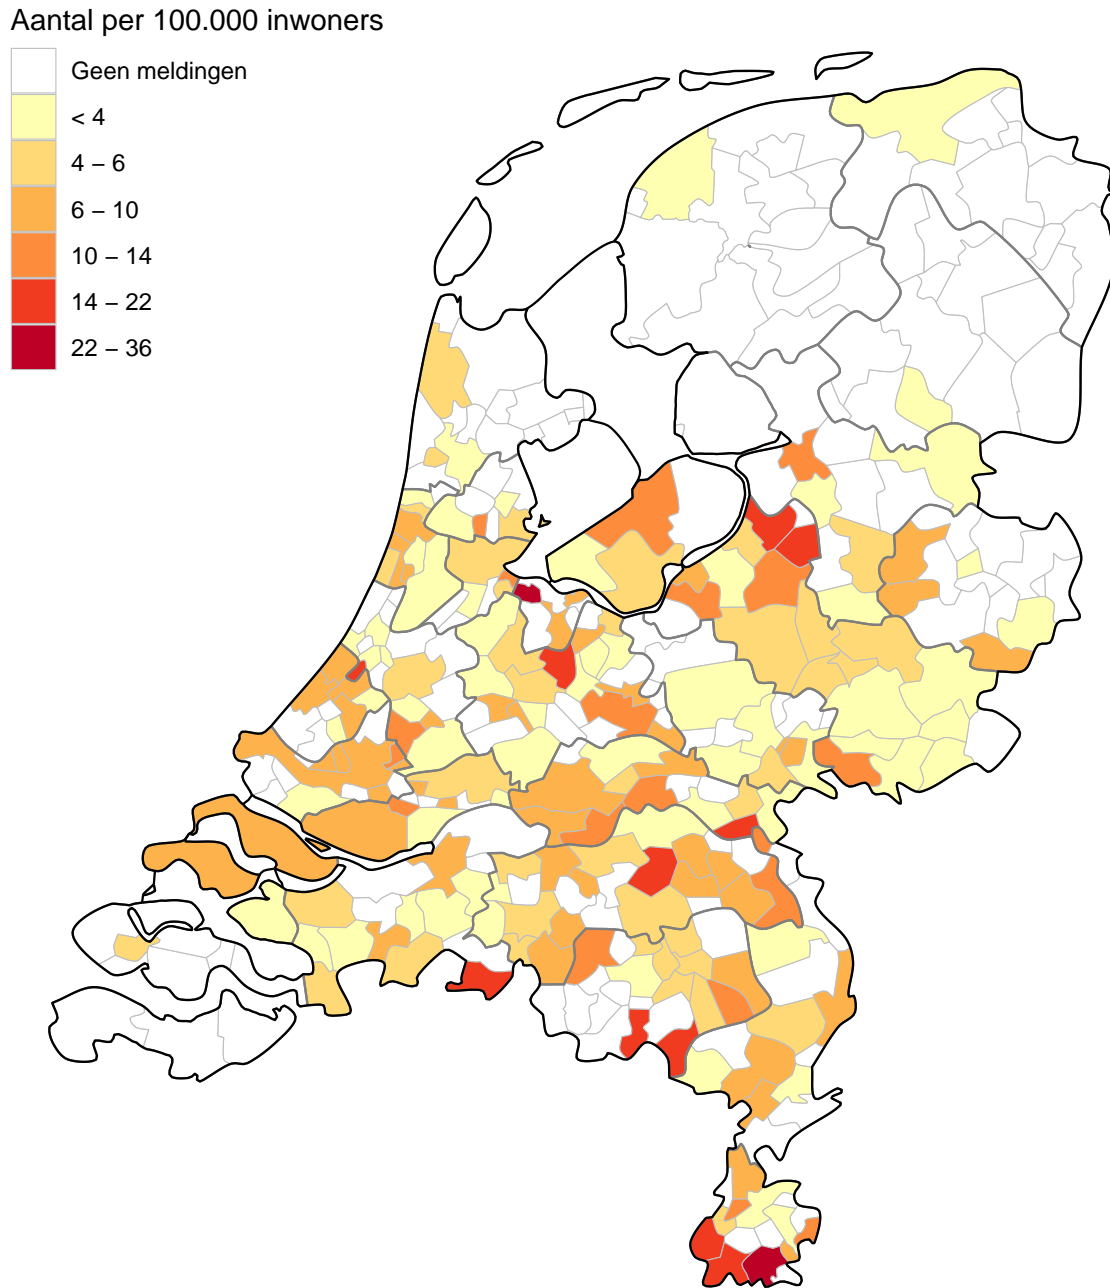 Aantal per 100.000 inwoners
Geen meldingen
< 4
4 – 6
6 – 10
10 – 14
14 – 22
22 – 36